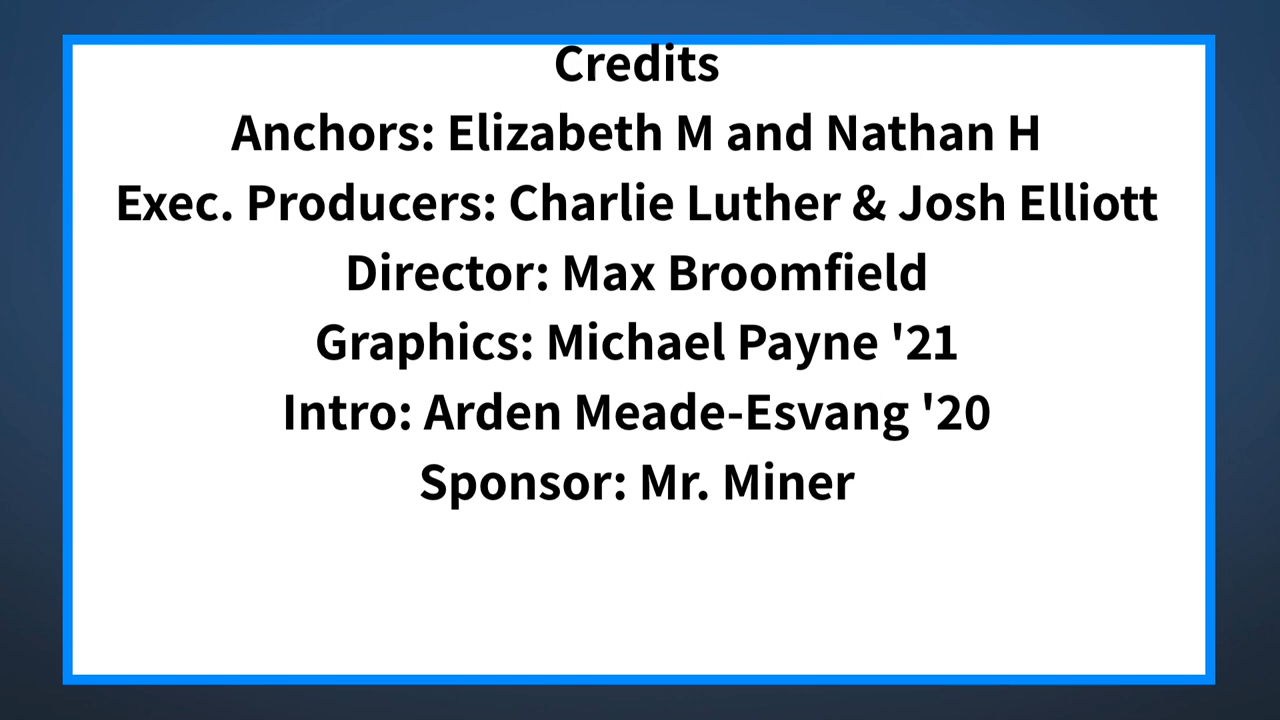 Credits
Anchors: Elizabeth M and Nathan H
Exec. Producers: Charlie Luther & Josh Elliott
Director: Max Broomfield
Graphics: Michael Payne '21
Intro: Arden Meade-Esvang '20
Sponsor: Mr. Miner